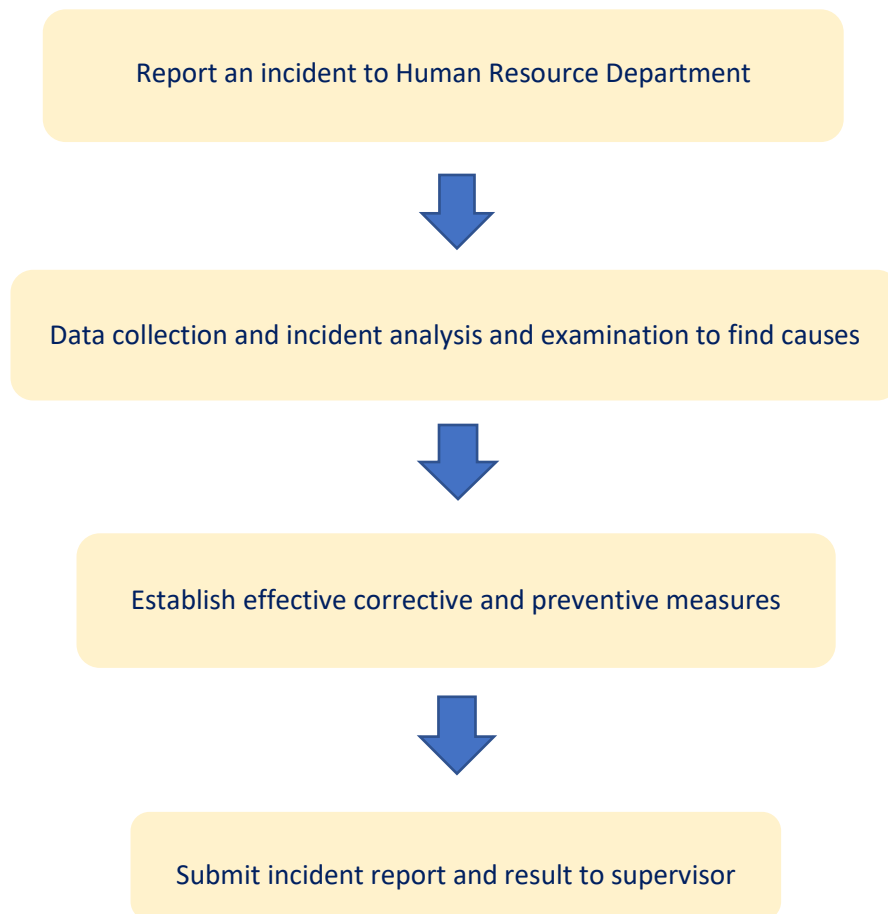 Report an incident to Human Resource Department
Data collection and incident analysis and examination to find causes
Establish effective corrective and preventive measures
Submit incident report and result to supervisor